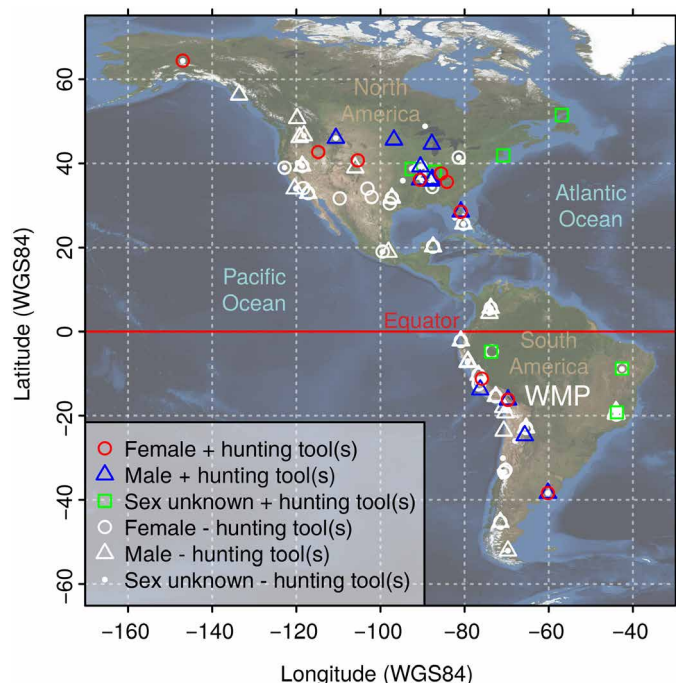 60
40
20
0
−20
−40
−60
Latitude (WGS84)
North
America
Atlantic
Ocean
Pacific
Ocean
Equator
South
America
WMP
Female + hunting tool(s)
Male + hunting tool(s)
Sex unknown + hunting tool(s)
Female - hunting tool(s)
Male - hunting tool(s)
Sex unknown - hunting tool(s)
−160 −140 −120 −100 −80 −60 −40
Longitude (WGS84)